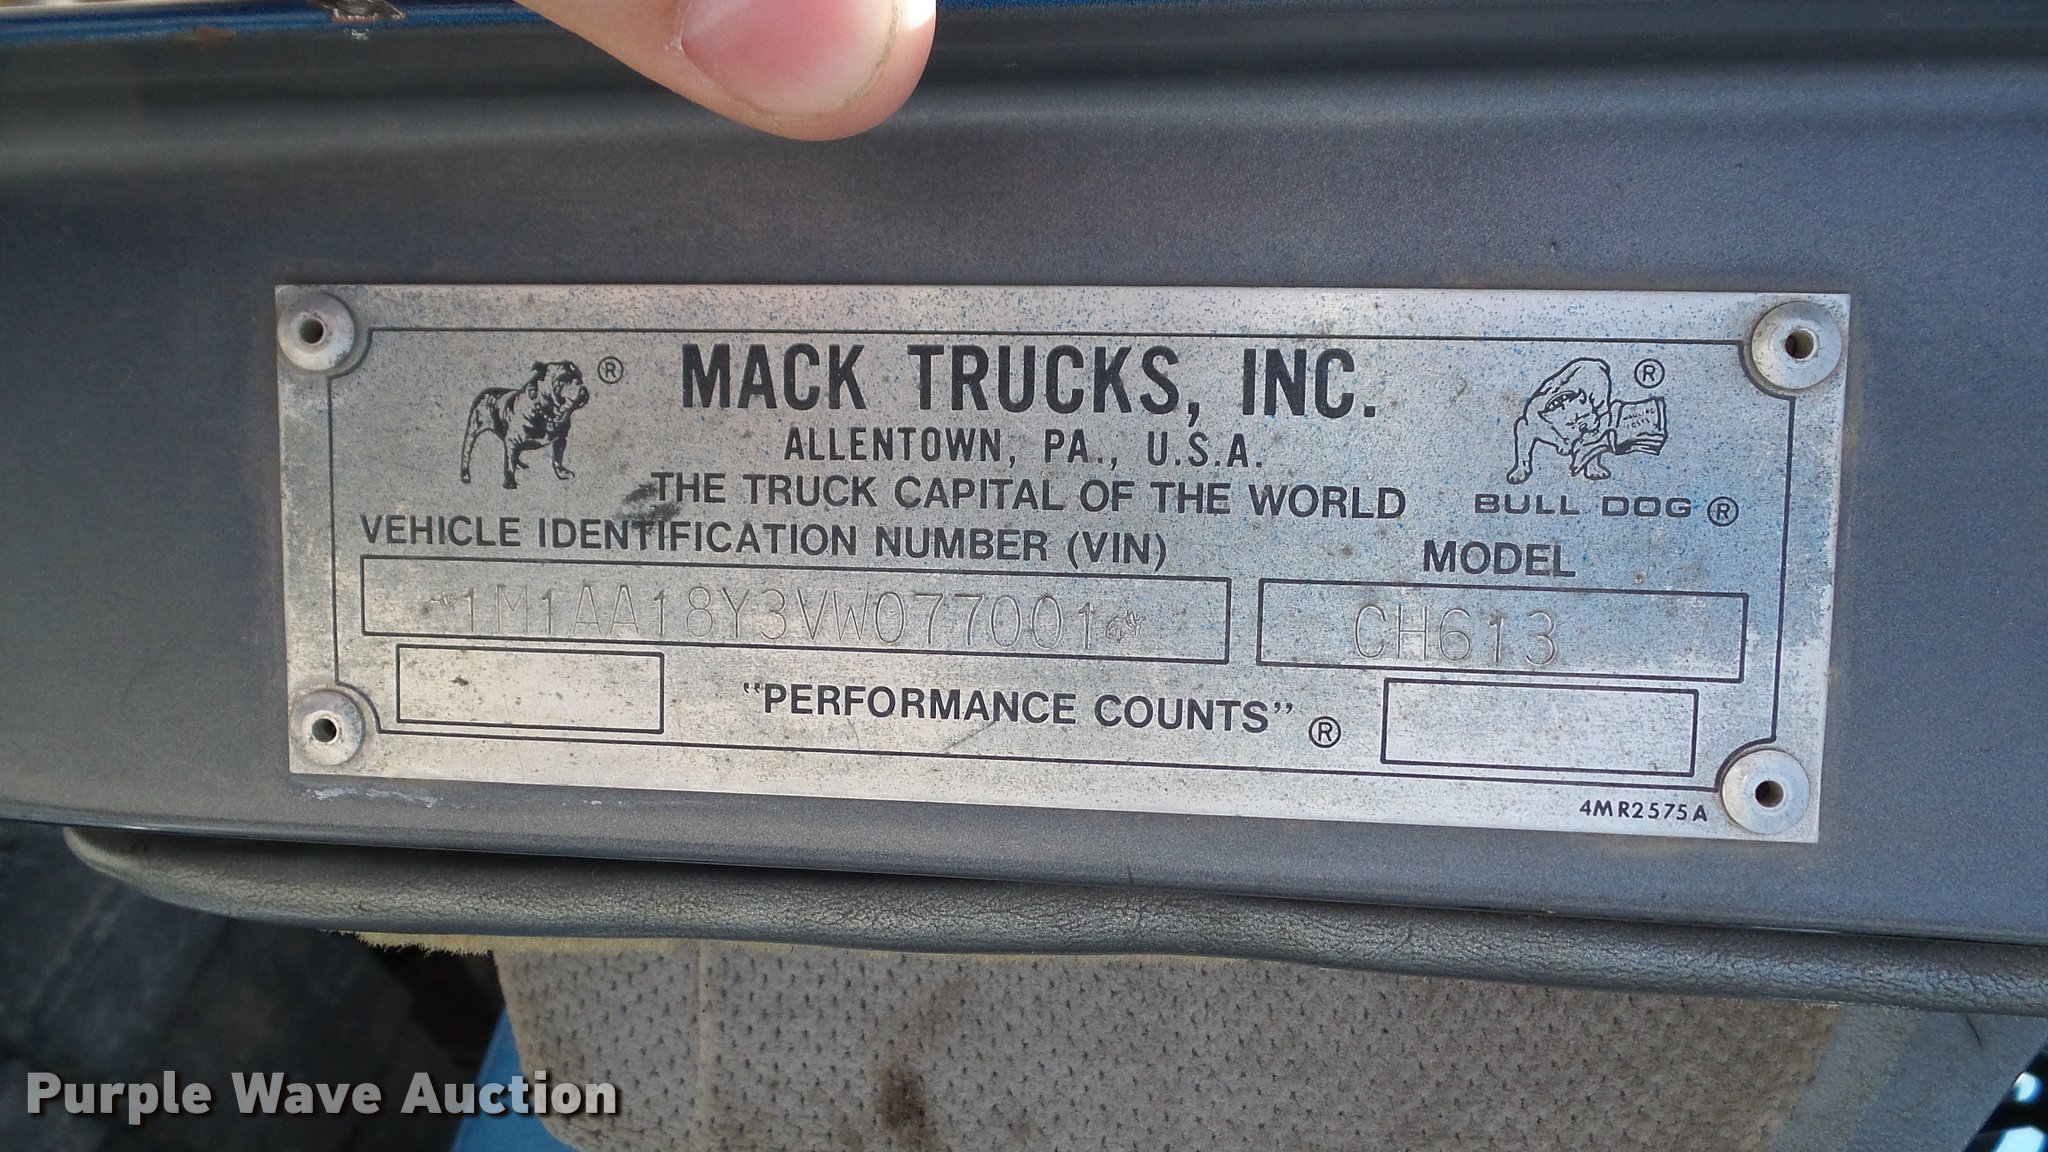 MACK TRUCKS, INC.
ALLENTOWN, PA., U.S.A.
THE TRUCK CAPITAL OF THE WORLD
BULL DOG®
VEHICLE IDENTIFICATION NUMBER (VIN)
MODEL
1M1AA18Y3VW077001
CH613
"PERFORMANCE COUNTS"®
4MR2575A
Purple Wave Auction